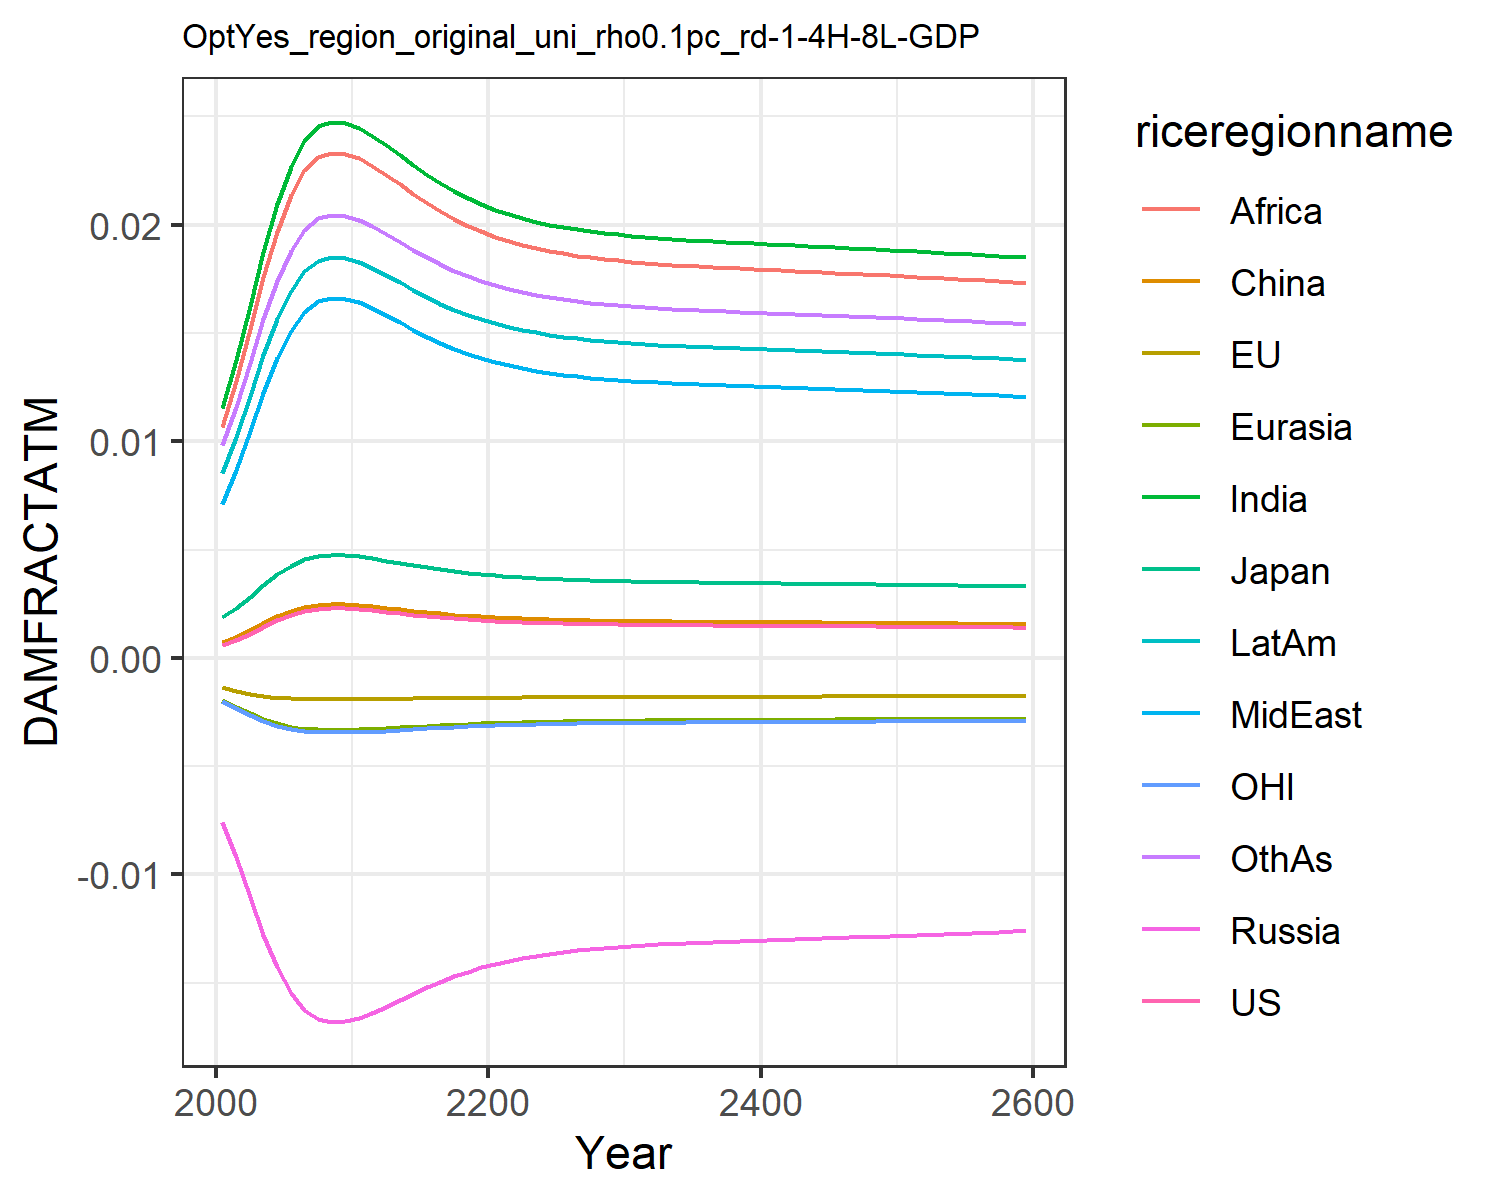 OptYes_region_original_uni_rho0.1pc_rd-1-4H-8L-GDP
DAMFRACTATM
0.02
0.01
0.00
-0.01
2000
2200
2400
2600
Year
riceregionname
Africa
China
EU
Eurasia
India
Japan
LatAm
MidEast
OHI
OthAs
Russia
US